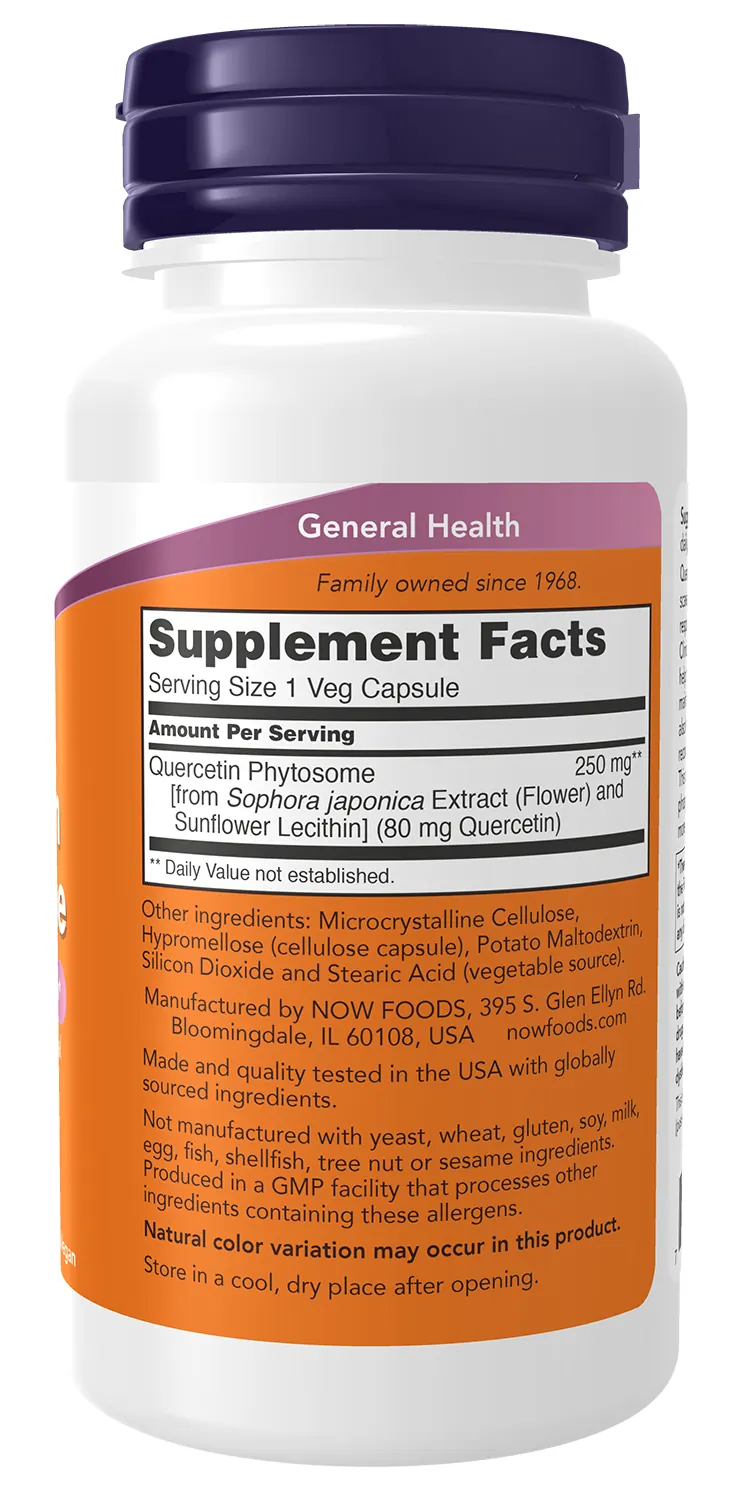 General Health
Family owned since 1968.
Supplement Facts
Serving Size 1 Veg Capsule
Amount Per Serving
Quercetin Phytosome 250 mg**
[from Sophora japonica Extract (Flower) and
Sunflower Lecithin] (80 mg Quercetin)
** Daily Value not established.
Other ingredients: Microcrystalline Cellulose,
Hypromellose (cellulose capsule), Potato Maltodextrin,
Silicon Dioxide and Stearic Acid (vegetable source).
Manufactured by NOW FOODS, 395 S. Glen Ellyn Rd.
Bloomingdale, IL 60108, USA nowfoods.com
Made and quality tested in the USA with globally
sourced ingredients.
Not manufactured with yeast, wheat, gluten, soy, milk,
egg, fish, shellfish, tree nut or sesame ingredients.
Produced in a GMP facility that processes other
ingredients containing these allergens.
Natural color variation may occur in this product.
Store in a cool, dry place after opening.